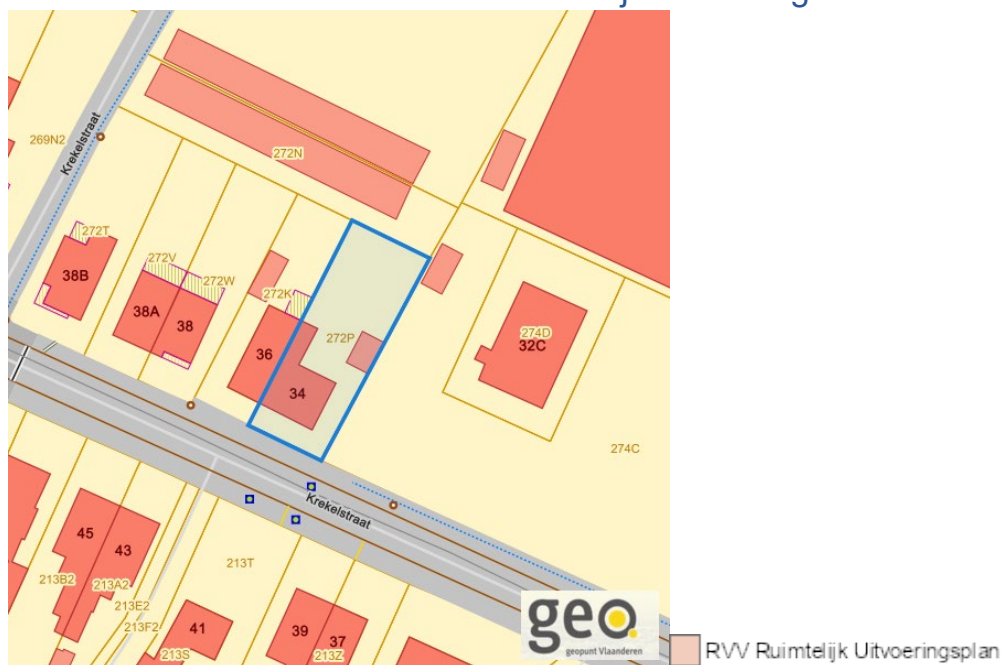 Krekelstraat
269N2
272N
272T
38B
272V
272W
38A
38
272K
36
34
272P
274D
32C
274C
Krekelstraat
45
43
213B2
213A2
213E2
213F2
213T
213S
41
39
37
213Z
geo.
geopunt Vlaanderen
RVV Ruimtelijk Uitvoeringsplan